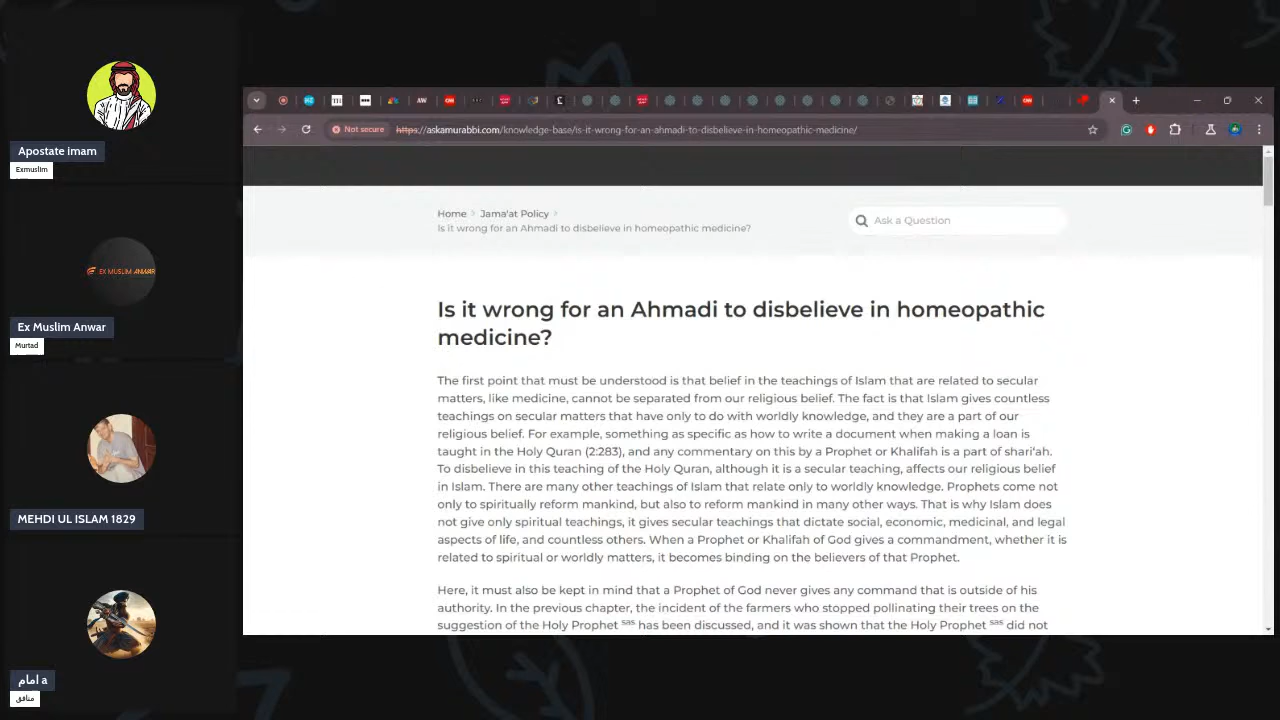 Apostate imam
Exmuslim
EX MUSLIM ANWAR
Ex Muslim Anwar
Murtad
MEHDI UL ISLAM 1829
امام a
منافق
Not secure
https://askamurabbi.com/knowledge-base/is-it-wrong-for-an-ahmadi-to-disbelieve-in-homeopathic-medicine/
Home > Jama'at Policy >
Is it wrong for an Ahmadi to disbelieve in homeopathic medicine?
Ask a Question
Is it wrong for an Ahmadi to disbelieve in homeopathic
medicine?
The first point that must be understood is that belief in the teachings of Islam that are related to secular
matters, like medicine, cannot be separated from our religious belief. The fact is that Islam gives countless
teachings on secular matters that have only to do with worldly knowledge, and they are a part of our
religious belief. For example, something as specific as how to write a document when making a loan is
taught in the Holy Quran (2:283), and any commentary on this by a Prophet or Khalifah is a part of shari'ah.
To disbelieve in this teaching of the Holy Quran, although it is a secular teaching, affects our religious belief
in Islam. There are many other teachings of Islam that relate only to worldly knowledge. Prophets come not
only to spiritually reform mankind, but also to reform mankind in many other ways. That is why Islam does
not give only spiritual teachings, it gives secular teachings that dictate social, economic, medicinal, and legal
aspects of life, and countless others. When a Prophet or Khalifah of God gives a commandment, whether it is
related to spiritual or worldly matters, it becomes binding on the believers of that Prophet.
Here, it must also be kept in mind that a Prophet of God never gives any command that is outside of his
authority. In the previous chapter, the incident of the farmers who stopped pollinating their trees on the
suggestion of the Holy Prophet sas has been discussed, and it was shown that the Holy Prophet sas did not